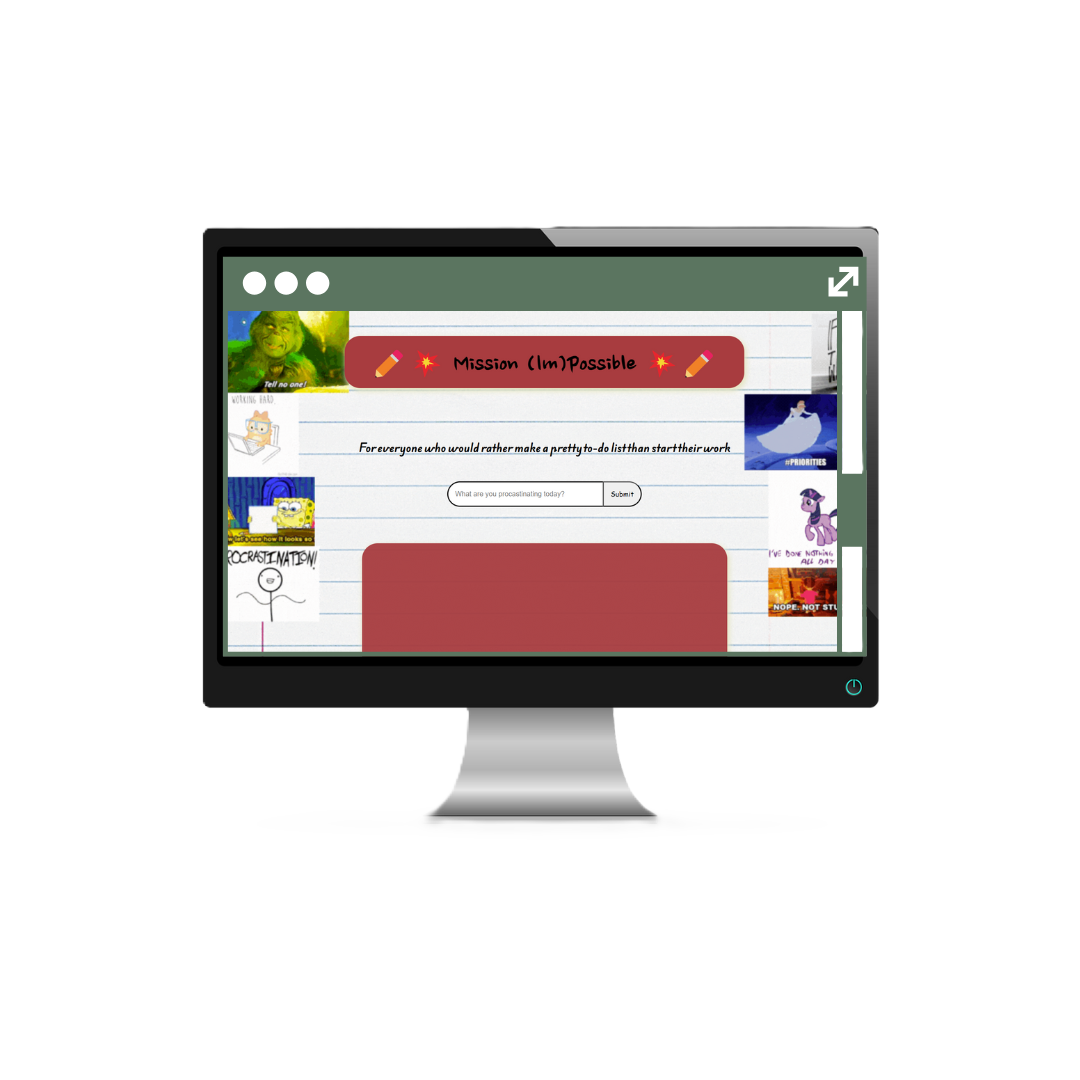 Tell no one!
Mission (Im)Possible
WORKING HARD
#PRIORITIES
For everyone who would rather make a pretty to-do list than start their work
What are you procastinating today?
Submit
let's see how it looks so
I'VE DONE NOTHING
ALL DAY
ROCRASTINATION!
NOPE. NOT STU